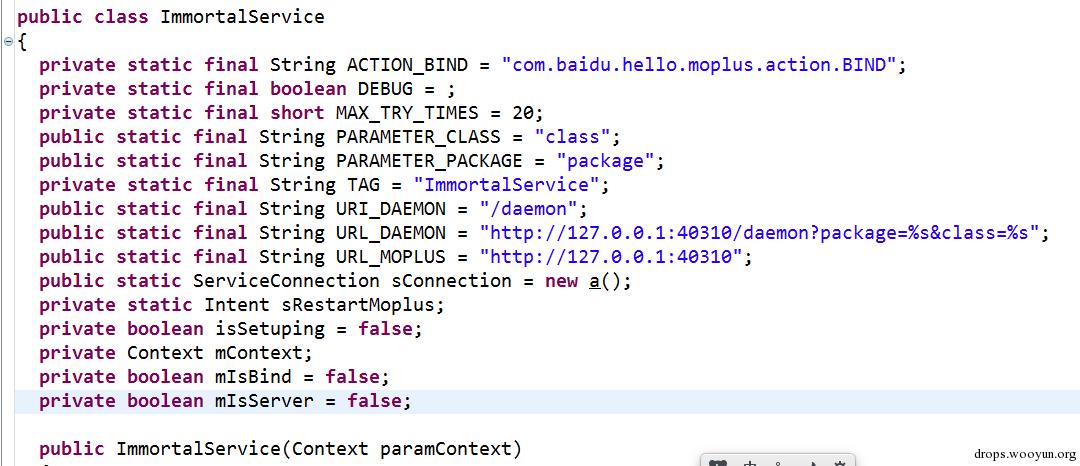 public class ImmortalService
{
private static final String ACTION_BIND = "com.baidu.hello.moplus.action.BIND";
private static final boolean DEBUG = ;
private static final short MAX_TRY_TIMES = 20;
public static final String PARAMETER_CLASS = "class";
public static final String PARAMETER_PACKAGE = "package";
private static final String TAG = "ImmortalService";
public static final String URI_DAEMON = "/daemon";
public static final String URL_DAEMON = "http://127.0.0.1:40310/daemon?package=%s&class=%s";
public static final String URL_MOPLUS = "http://127.0.0.1:40310";
public static ServiceConnection sConnection = new a();
private static Intent sRestartMoplus;
private boolean isSetuping = false;
private Context mContext;
private boolean mIsBind = false;
private boolean mIsServer = false;
public ImmortalService(Context paramContext)
drops.wooyun.org